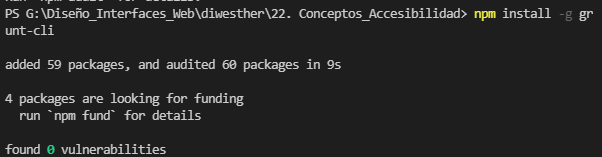 PS G:\Diseño_Interfaces_Web\diwesther\22. Conceptos_Accesibilidad> npm install -g gr
unt-cli
added 59 packages, and audited 60 packages in 9s
4 packages are looking for funding
run `npm fund` for details
found 0 vulnerabilities